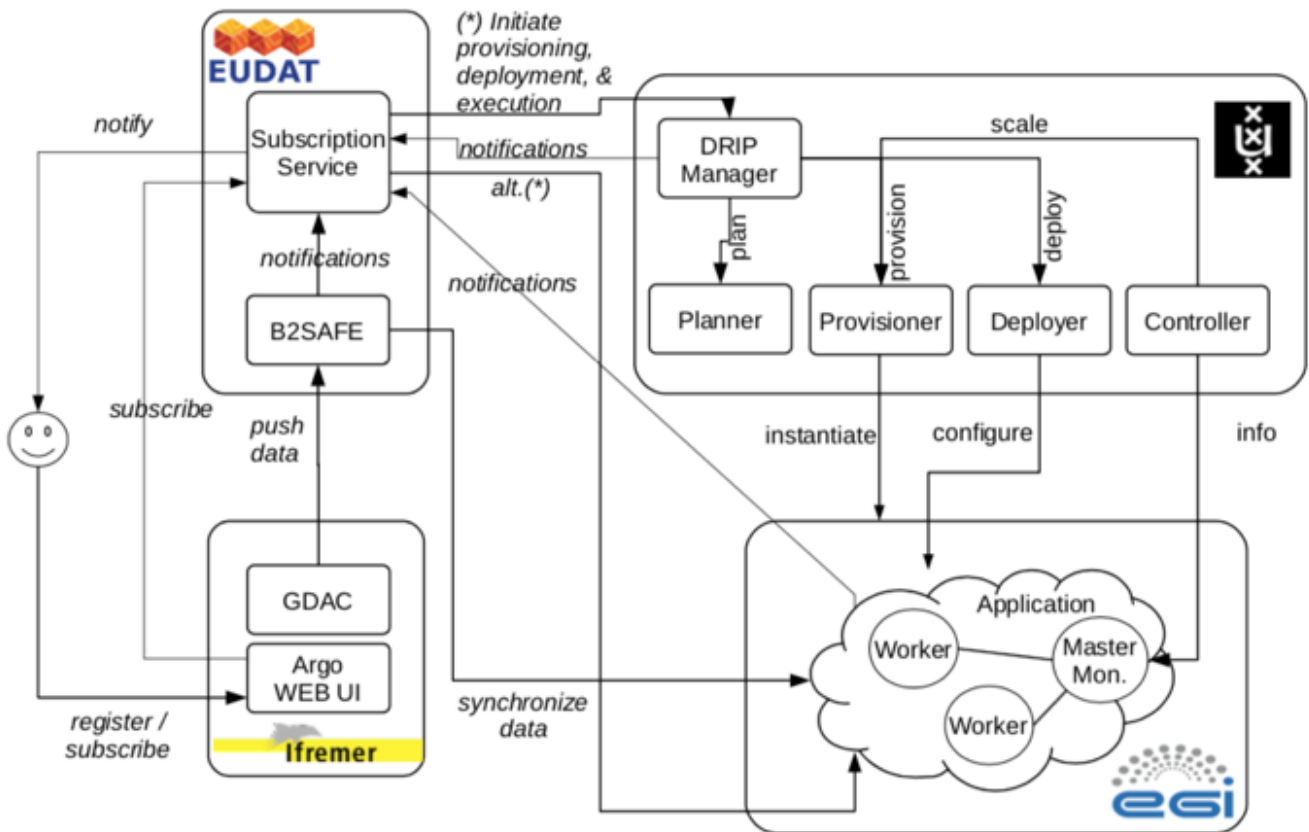 EUDAT
(*) Initiate
provisioning,
deployment, &
execution
notify
Subscription
Service
notifications
alt.(*)
DRIP
Manager
scale
plan
provision
deploy
notifications
notifications
B2SAFE
Planner
Provisioner
Deployer
Controller
subscribe
push
data
instantiate
configure
info
GDAC
Argo
WEB UI
register /
subscribe
Ifremer
synchronize
data
Application
Worker
Master
Mon.
Worker
egi